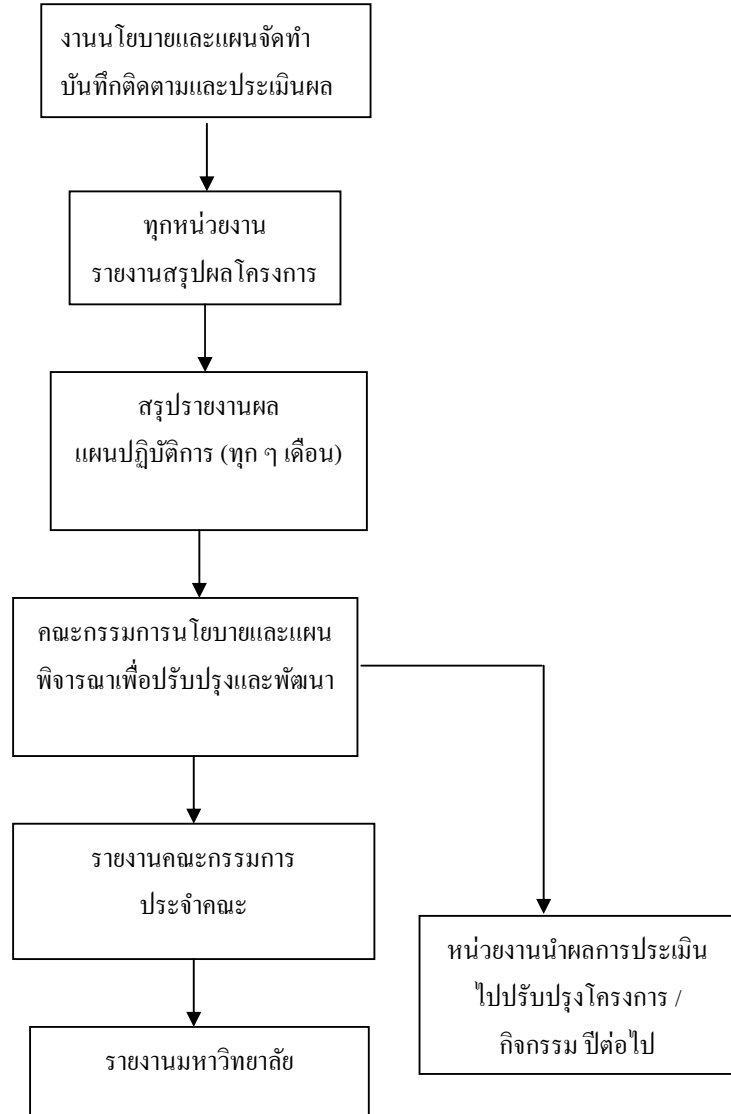 งานนโยบายและแผนจัดทำ
บันทึกติดตามและประเมินผล
ทุกหน่วยงาน
รายงานสรุปผลโครงการ
สรุปรายงานผล
แผนปฏิบัติการ (ทุก ๆ เดือน)
คณะกรรมการนโยบายและแผน
พิจารณาเพื่อปรับปรุงและพัฒนา
รายงานคณะกรรมการ
ประจำคณะ
หน่วยงานนำผลการประเมิน
ไปปรับปรุงโครงการ /
กิจกรรม ปีต่อไป
รายงานมหาวิทยาลัย